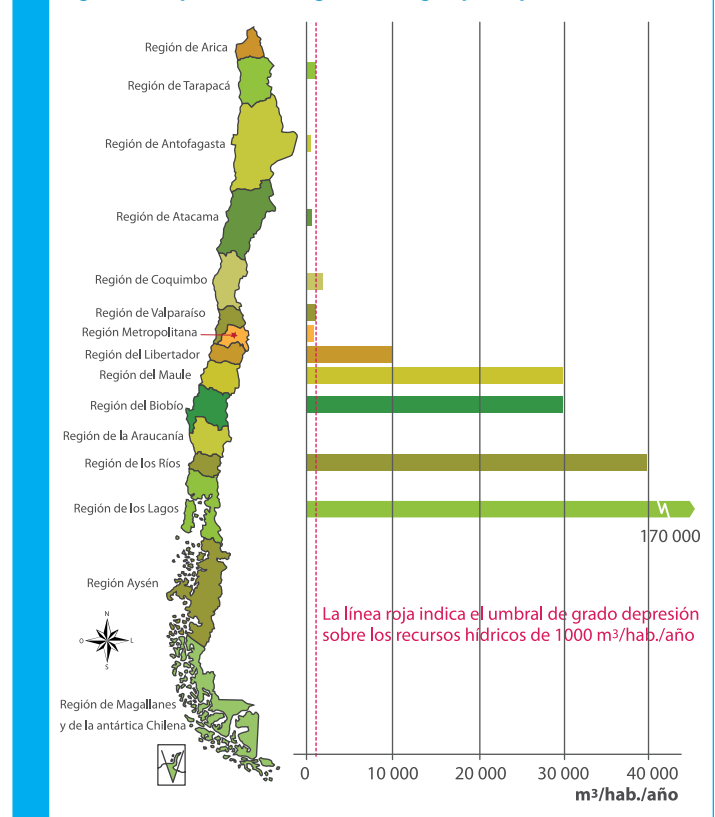 Región de Arica
Región de Tarapacá
Región de Antofagasta
Región de Atacama
Región de Coquimbo
Región de Valparaíso
Región Metropolitana
Región del Libertador
Región del Maule
Región del Biobío
Región de la Araucanía
Región de los Ríos
Región de los Lagos
170 000
Región Aysén
La línea roja indica el umbral de grado depresión
sobre los recursos hídricos de 1000 m3/hab./año
N
O
L
S
Región de Magallanes
y de la antártica Chilena
0
10 000
20 000
30 000
40 000
m3/hab./año